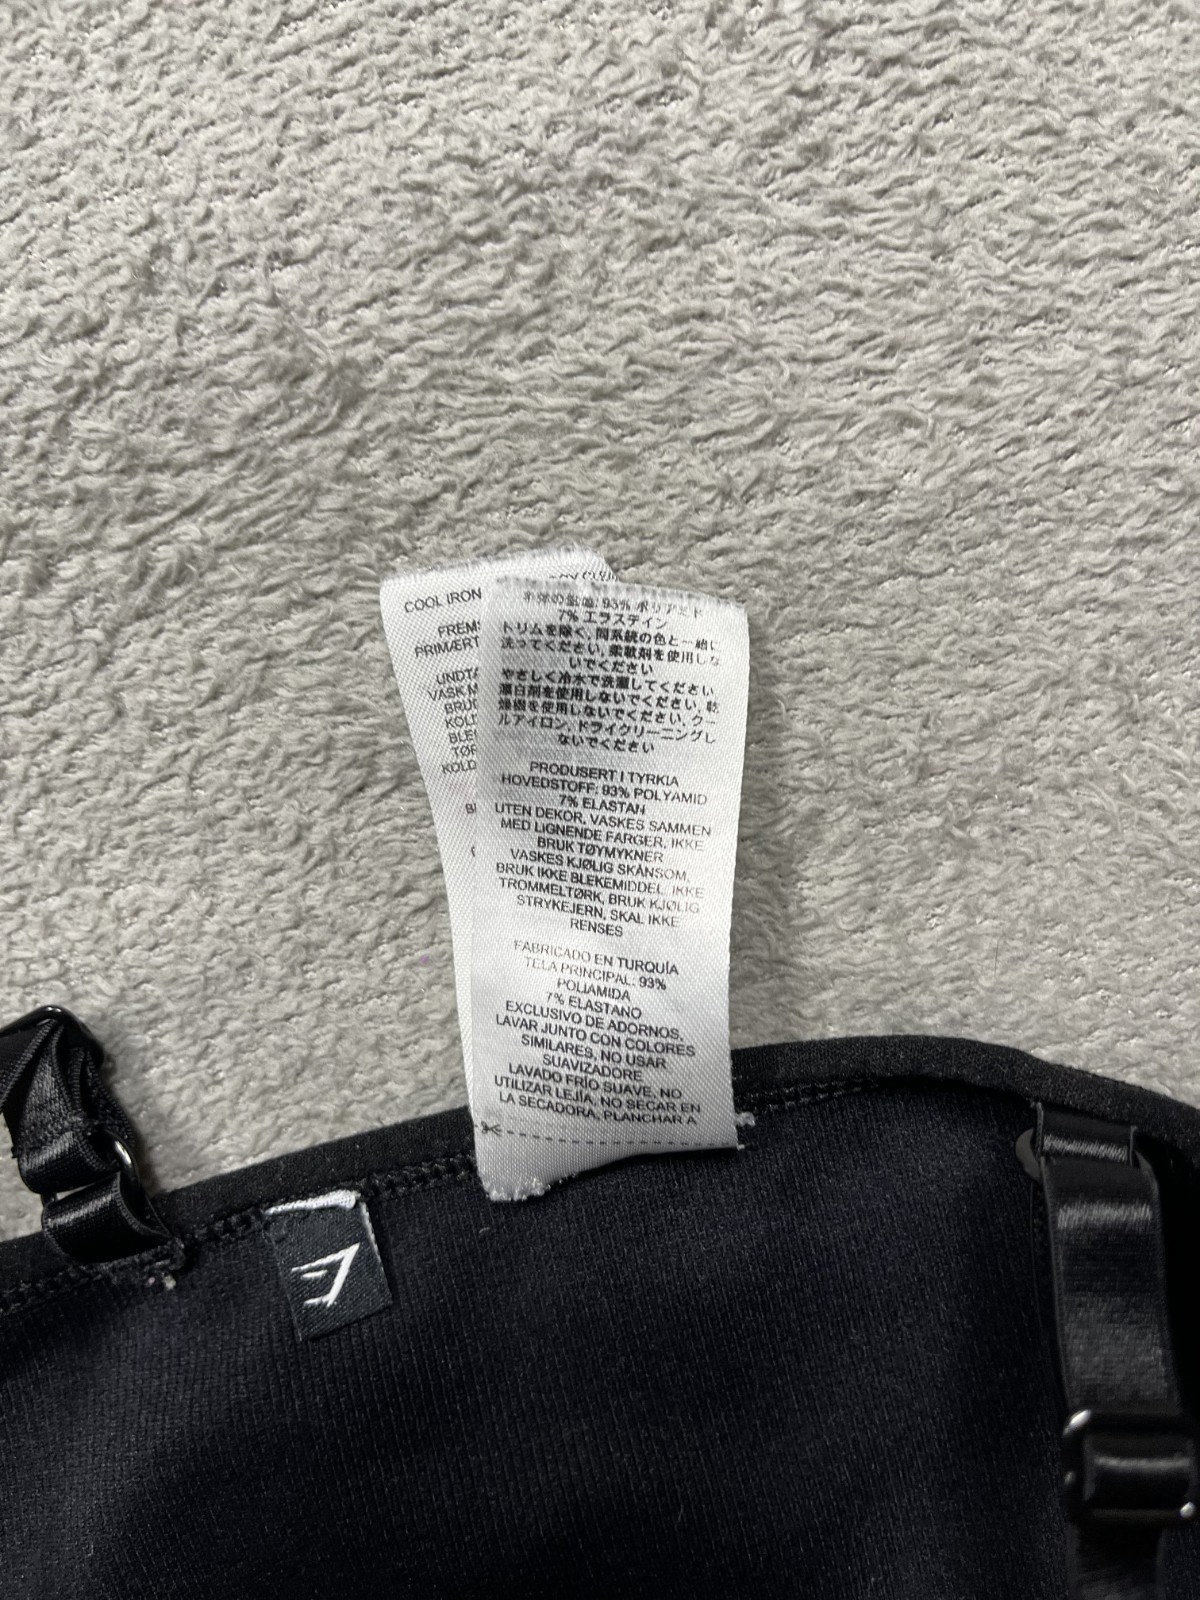 COOL IRON
FREMS
PRIMÆRT
UNDTA
VASK M
BRUG
KOLD
BLE
TØR
KOLD
93% ポリアミド
7% エラステイン
トリムを除く, 同系統の色と一緒に
洗ってください, 柔軟剤を使用しな
いでください
やさしく冷水で洗濯してください,
漂白剤を使用しないでください, 乾
燥機を使用しないでください, クー
ルアイロン, ドライクリーニングし
ないでください
PRODUSERT I TYRKIA
HOVEDSTOFF: 93% POLYAMID
7% ELASTAN
UTEN DEKOR, VASKES SAMMEN
MED LIGNENDE FARGER, IKKE
BRUK TØYMYKNER
VASKES KJØLIG SKÅNSOM,
BRUK IKKE BLEKEMIDDEL, IKKE
TROMMELTØRK, BRUK KJØLIG
STRYKEJERN, SKAL IKKE
RENSES
FABRICADO EN TURQUÍA
TELA PRINCIPAL: 93%
POLIAMIDA
7% ELASTANO
EXCLUSIVO DE ADORNOS,
LAVAR JUNTO CON COLORES
SIMILARES, NO USAR
SUAVIZADORE
LAVADO FRÍO SUAVE, NO
UTILIZAR LEJÍA, NO SECAR EN
LA SECADORA, PLANCHAR A